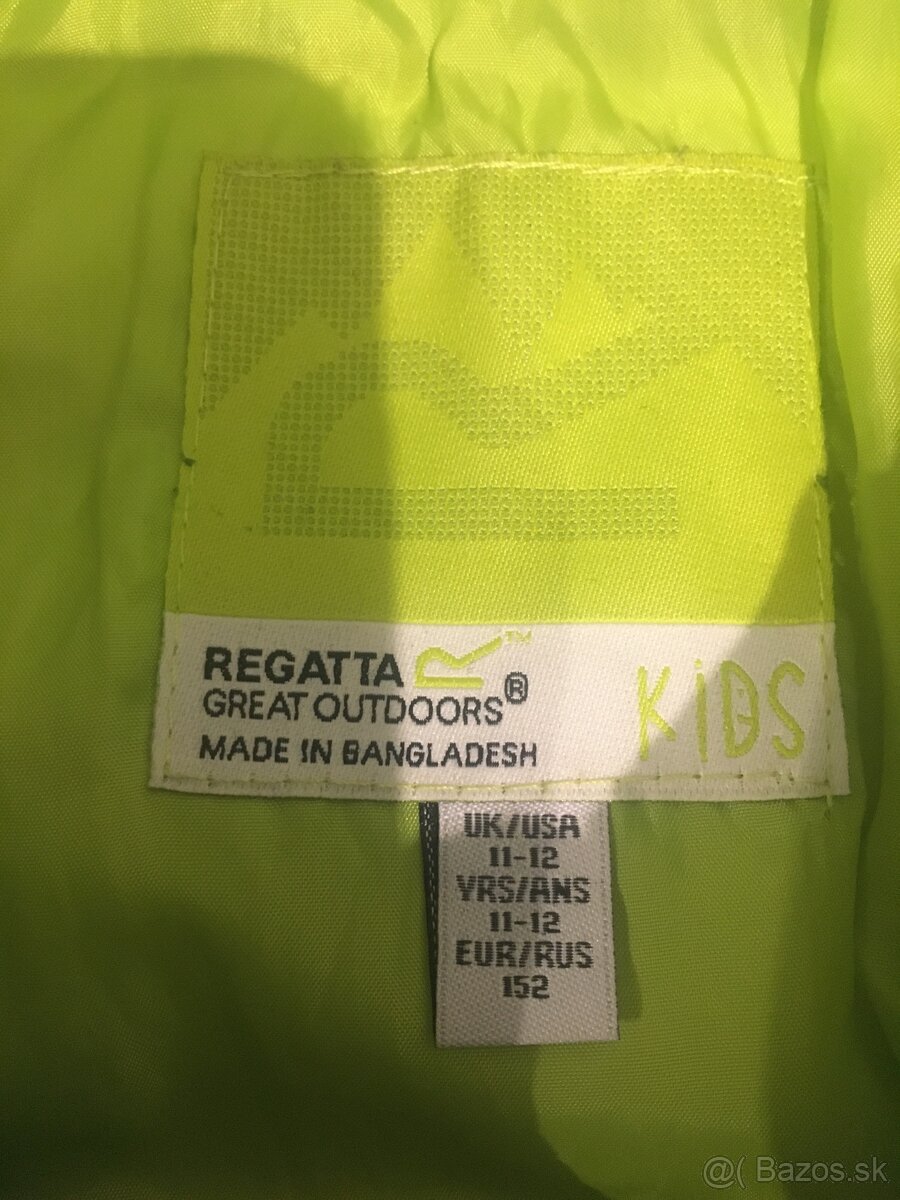 REGATTA
GREAT OUTDOORS®
MADE IN BANGLADESH
KiDS
UK/USA
11-12
YRS/ANS
11-12
EUR/RUS
152
@( Bazos.sk